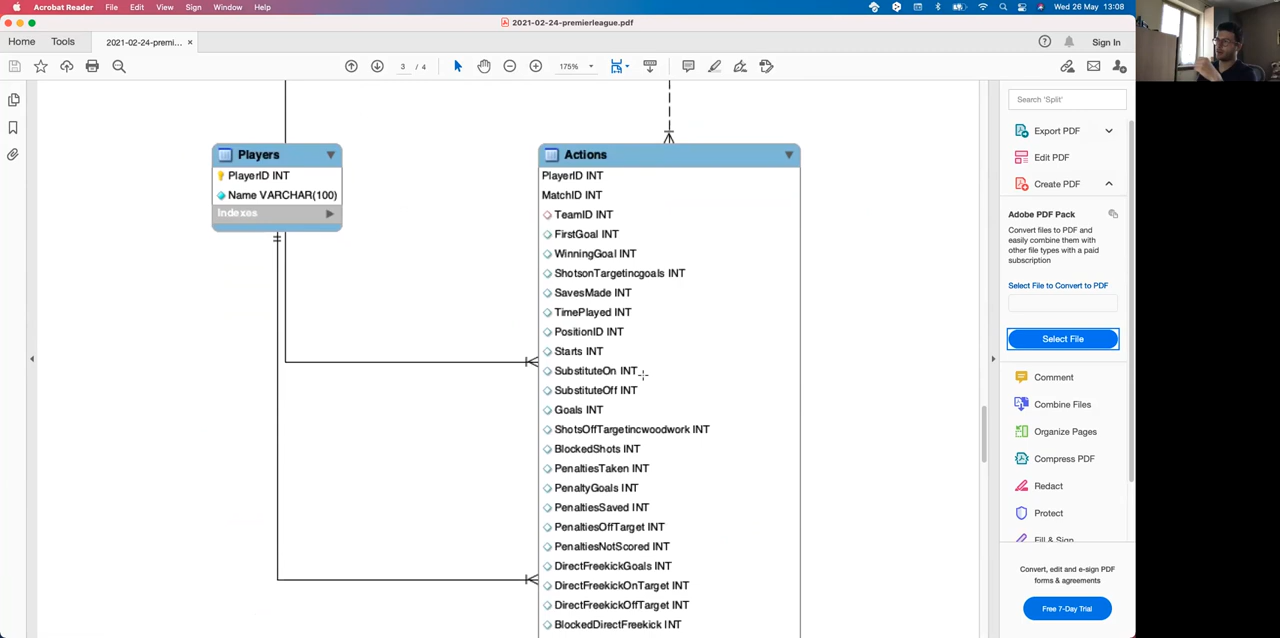 Acrobat Reader File Edit View Sign Window Help Wed 26 May 13:08
2021-02-24-premierleague.pdf
Home Tools 2021-02-24-premi... × Sign In
3 / 4 175%
Search 'Split'
Export PDF
Edit PDF
Create PDF
Adobe PDF Pack
Convert files to PDF and
easily combine them with
other file types with a paid
subscription
Select File to Convert to PDF
Select File
Comment
Combine Files
Organize Pages
Compress PDF
Redact
Protect
Fill & Sign
Convert, edit and e-sign PDF
forms & agreements
Free 7-Day Trial
Players
PlayerID INT
Name VARCHAR(100)
Indexes
Actions
PlayerID INT
MatchID INT
TeamID INT
FirstGoal INT
WinningGoal INT
ShotsonTargetincgoals INT
SavesMade INT
TimePlayed INT
PositionID INT
Starts INT
SubstituteOn INT
SubstituteOff INT
Goals INT
ShotsOffTargetincwoodwork INT
BlockedShots INT
PenaltiesTaken INT
PenaltyGoals INT
PenaltiesSaved INT
PenaltiesOffTarget INT
PenaltiesNotScored INT
DirectFreekickGoals INT
DirectFreekickOnTarget INT
DirectFreekickOffTarget INT
BlockedDirectFreekick INT